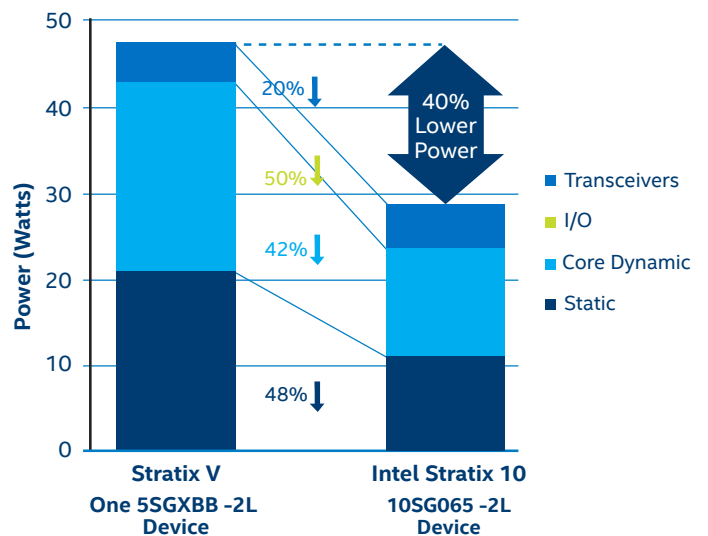 50
40
30
20
10
0
Power (Watts)
20%
50%
42%
48%
40%
Lower
Power
Transceivers
I/O
Core Dynamic
Static
Stratix V
One 5SGXBB -2L
Device
Intel Stratix 10
10SG065 -2L
Device